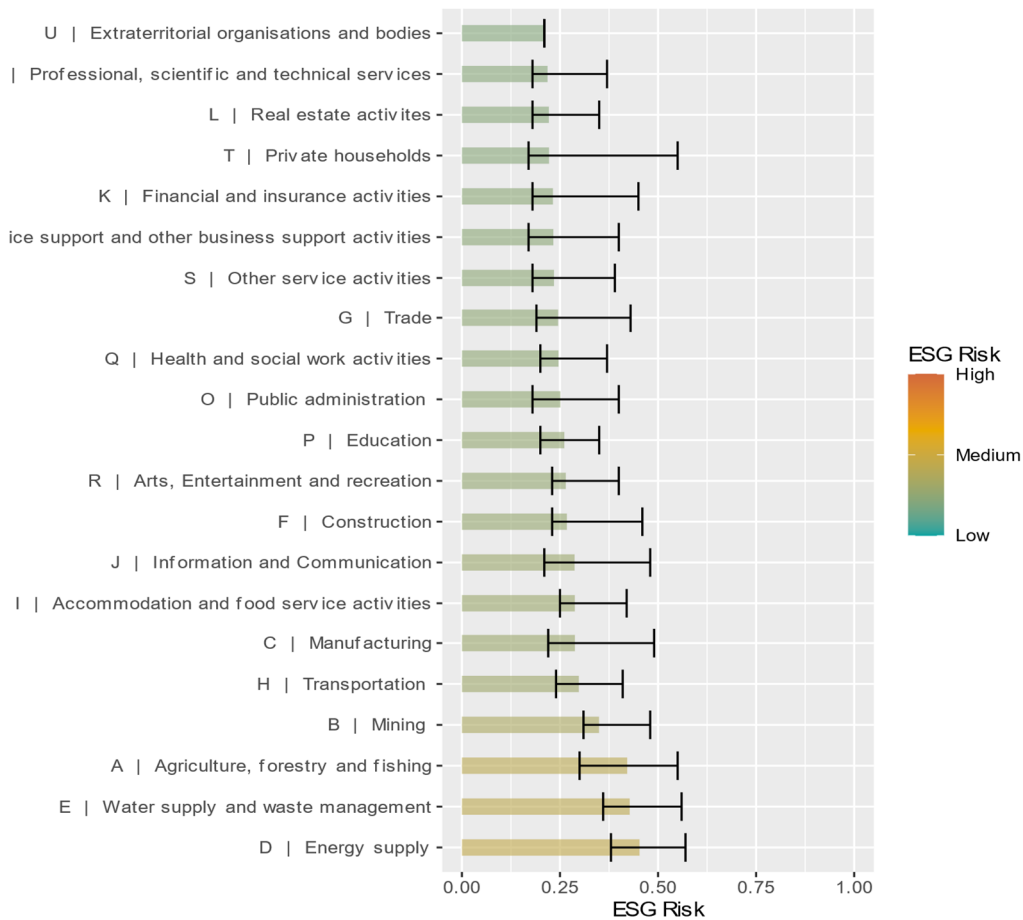 U | Extraterritorial organisations and bodies
| Professional, scientific and technical services
L | Real estate activites
T | Private households
K | Financial and insurance activities
ice support and other business support activities
S | Other service activities
G | Trade
Q | Health and social work activities
O | Public administration
P | Education
R | Arts, Entertainment and recreation
F | Construction
J | Information and Communication
I | Accommodation and food service activities
C | Manufacturing
H | Transportation
B | Mining
A | Agriculture, forestry and fishing
E | Water supply and waste management
D | Energy supply
0.00 0.25 0.50 0.75 1.00
ESG Risk
ESG Risk
High
Medium
Low